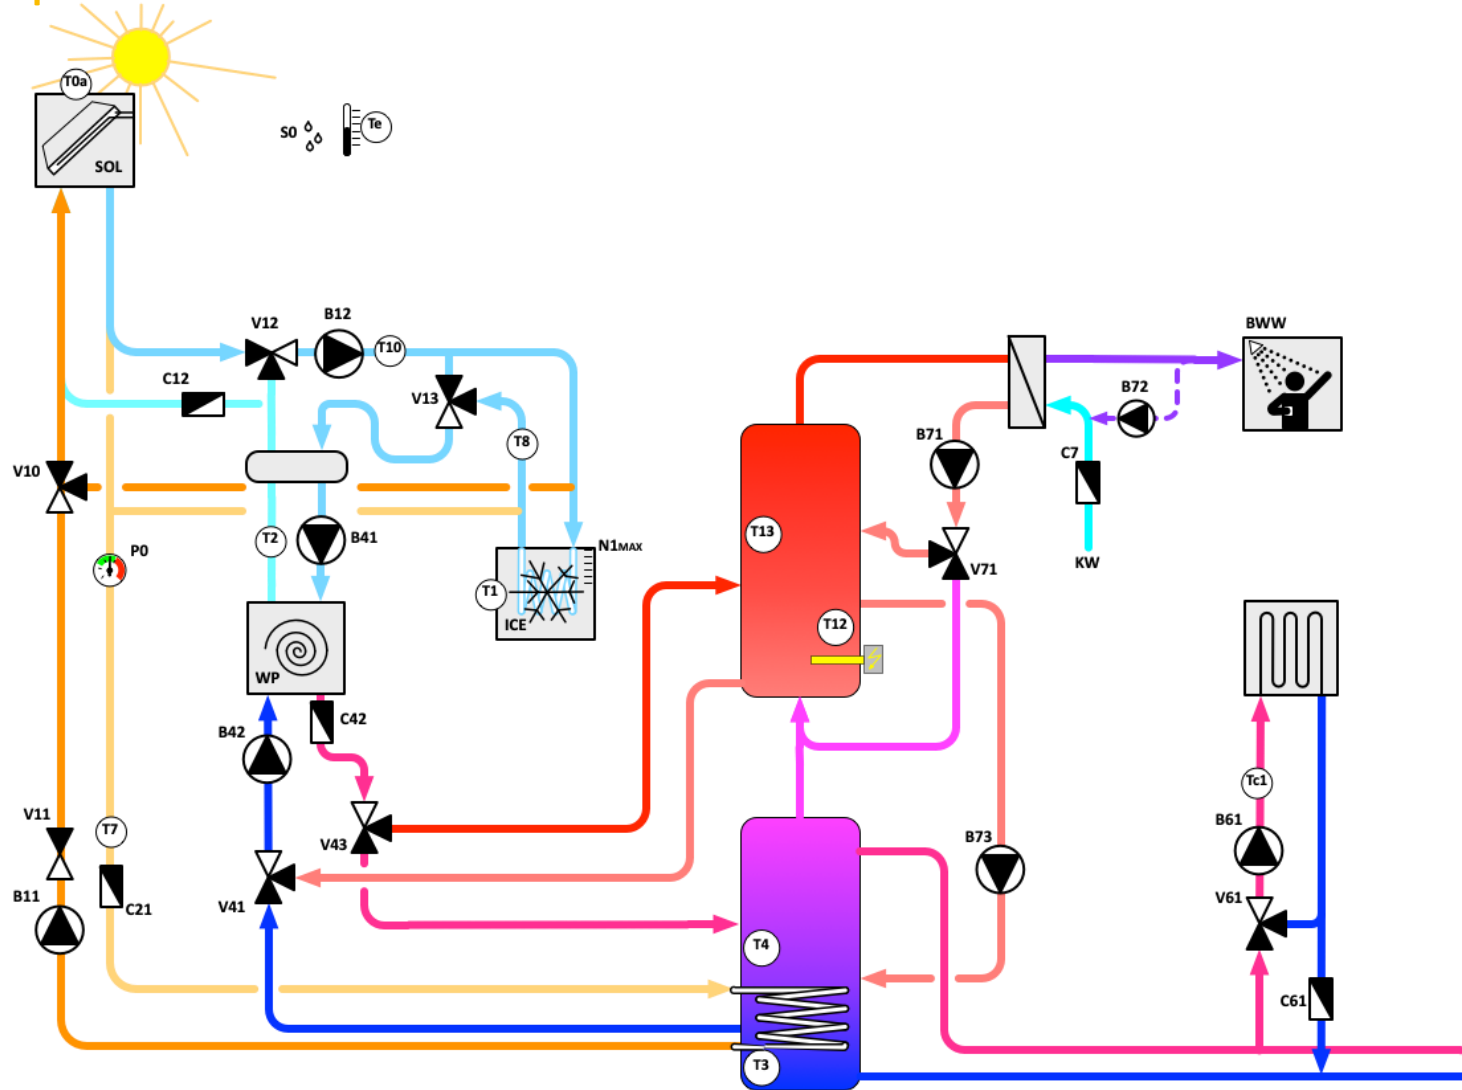 T0a
SOL
S0
Te
V12
B12
T10
C12
V13
T8
V10
P0
T2
B41
T1
N1MAX
ICE
WP
C42
B42
V11
T7
V43
B11
C21
V41
BWW
B72
B71
C7
T13
V71
KW
T12
Tc1
B61
B73
V61
T4
C61
T3